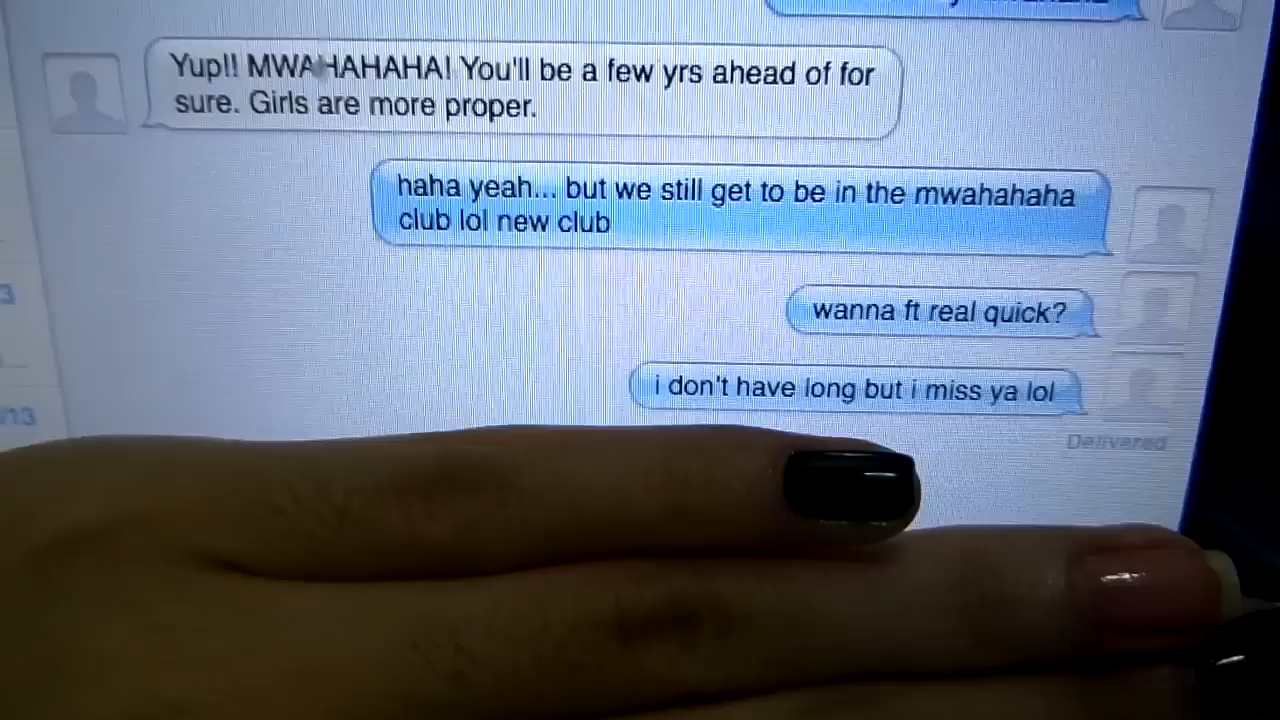 Yup!! MWAHAHAHA! You'll be a few yrs ahead of for
sure. Girls are more proper.
haha yeah... but we still get to be in the mwahahaha
club lol new club
wanna ft real quick?
i don't have long but i miss ya lol
Delivered
3
/13